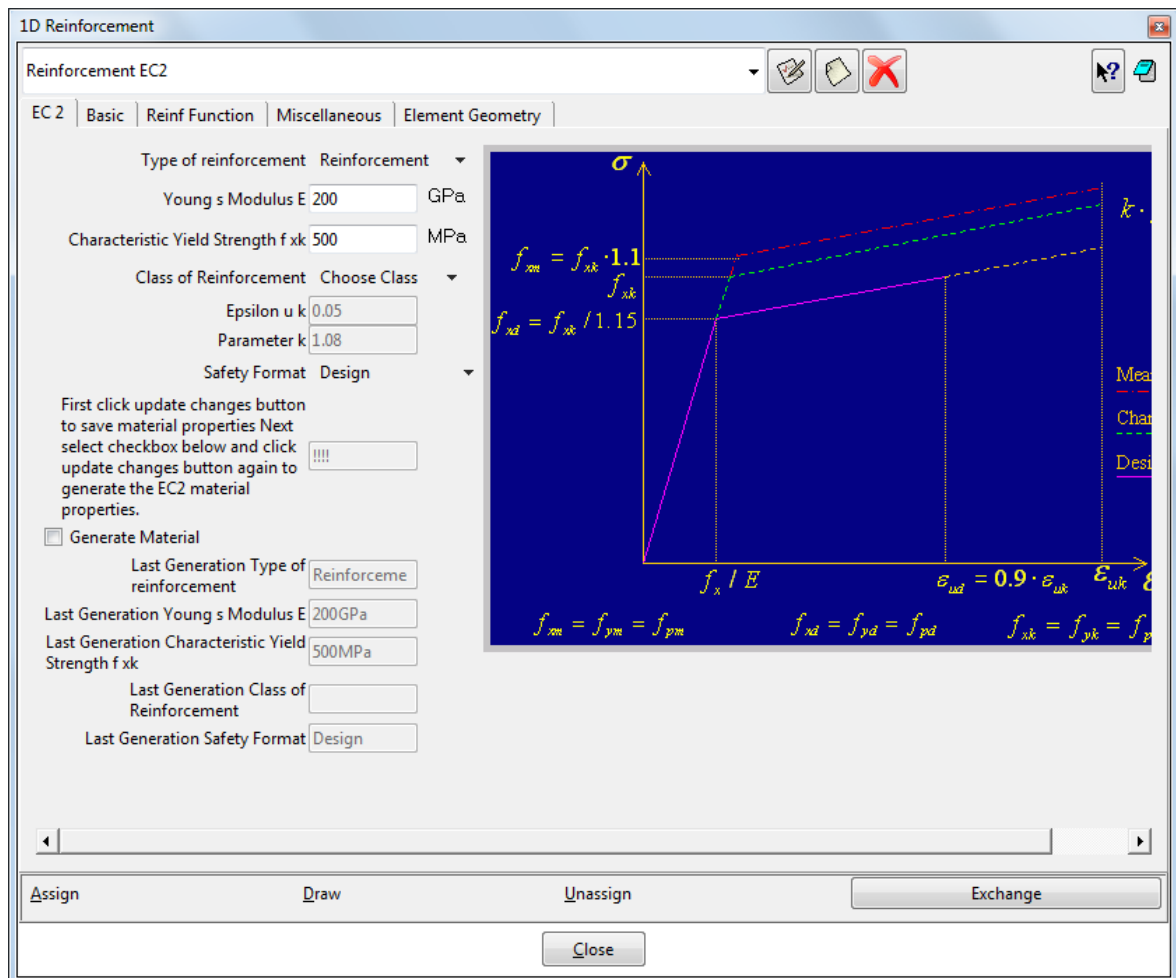 1D Reinforcement
Reinforcement EC2
EC 2
Basic
Reinf Function
Miscellaneous
Element Geometry
Type of reinforcement
Reinforcement
Young s Modulus E
200
GPa
Characteristic Yield Strength f xk
500
MPa
Class of Reinforcement
Choose Class
Epsilon u k
0.05
Parameter k
1.08
Safety Format
Design
First click update changes button
to save material properties Next
select checkbox below and click
update changes button again to
generate the EC2 material
properties.
!!!!
Generate Material
Last Generation Type of
reinforcement
Reinforceme
Last Generation Young s Modulus E
200GPa
Last Generation Characteristic Yield
Strength f xk
500MPa
Last Generation Class of
Reinforcement
Last Generation Safety Format
Design
σ
k ·
f_xm = f_xk ·1.1
f_xk
f_xd = f_xk /1.15
Mea
Char
Desi
f_x / E
ε_ud = 0.9 · ε_uk
ε_uk
ε
f_xm = f_ym = f_pm
f_xd = f_yd = f_pd
f_xk = f_yk = f_p
Assign
Draw
Unassign
Exchange
Close